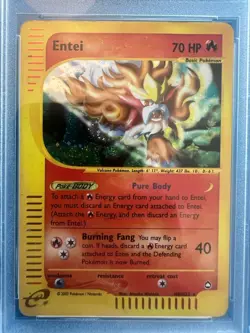 Entei 70 HP
Basic Pokémon
Volcano Pokémon. Length: 6' 11", Weight: 437 lbs.
Poké-BODY Pure Body
To attach a Energy card from your hand to Entei,
you must discard an Energy card attached to Entei.
(Attach the Energy card, and then discard an Energy card
from Entei.)
Burning Fang You may flip a
coin. If heads, discard a Energy card
attached to Entei and the Defending
Pokémon is now Burned.
40
weakness
resistance
retreat cost
e